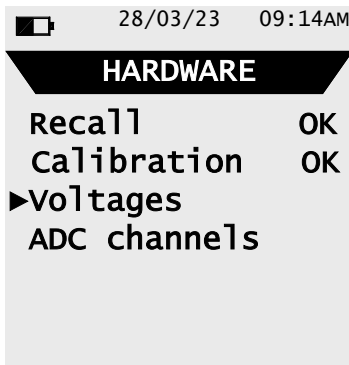 28/03/23 09:14AM
HARDWARE
Recall OK
Calibration OK
▶Voltages
ADC channels